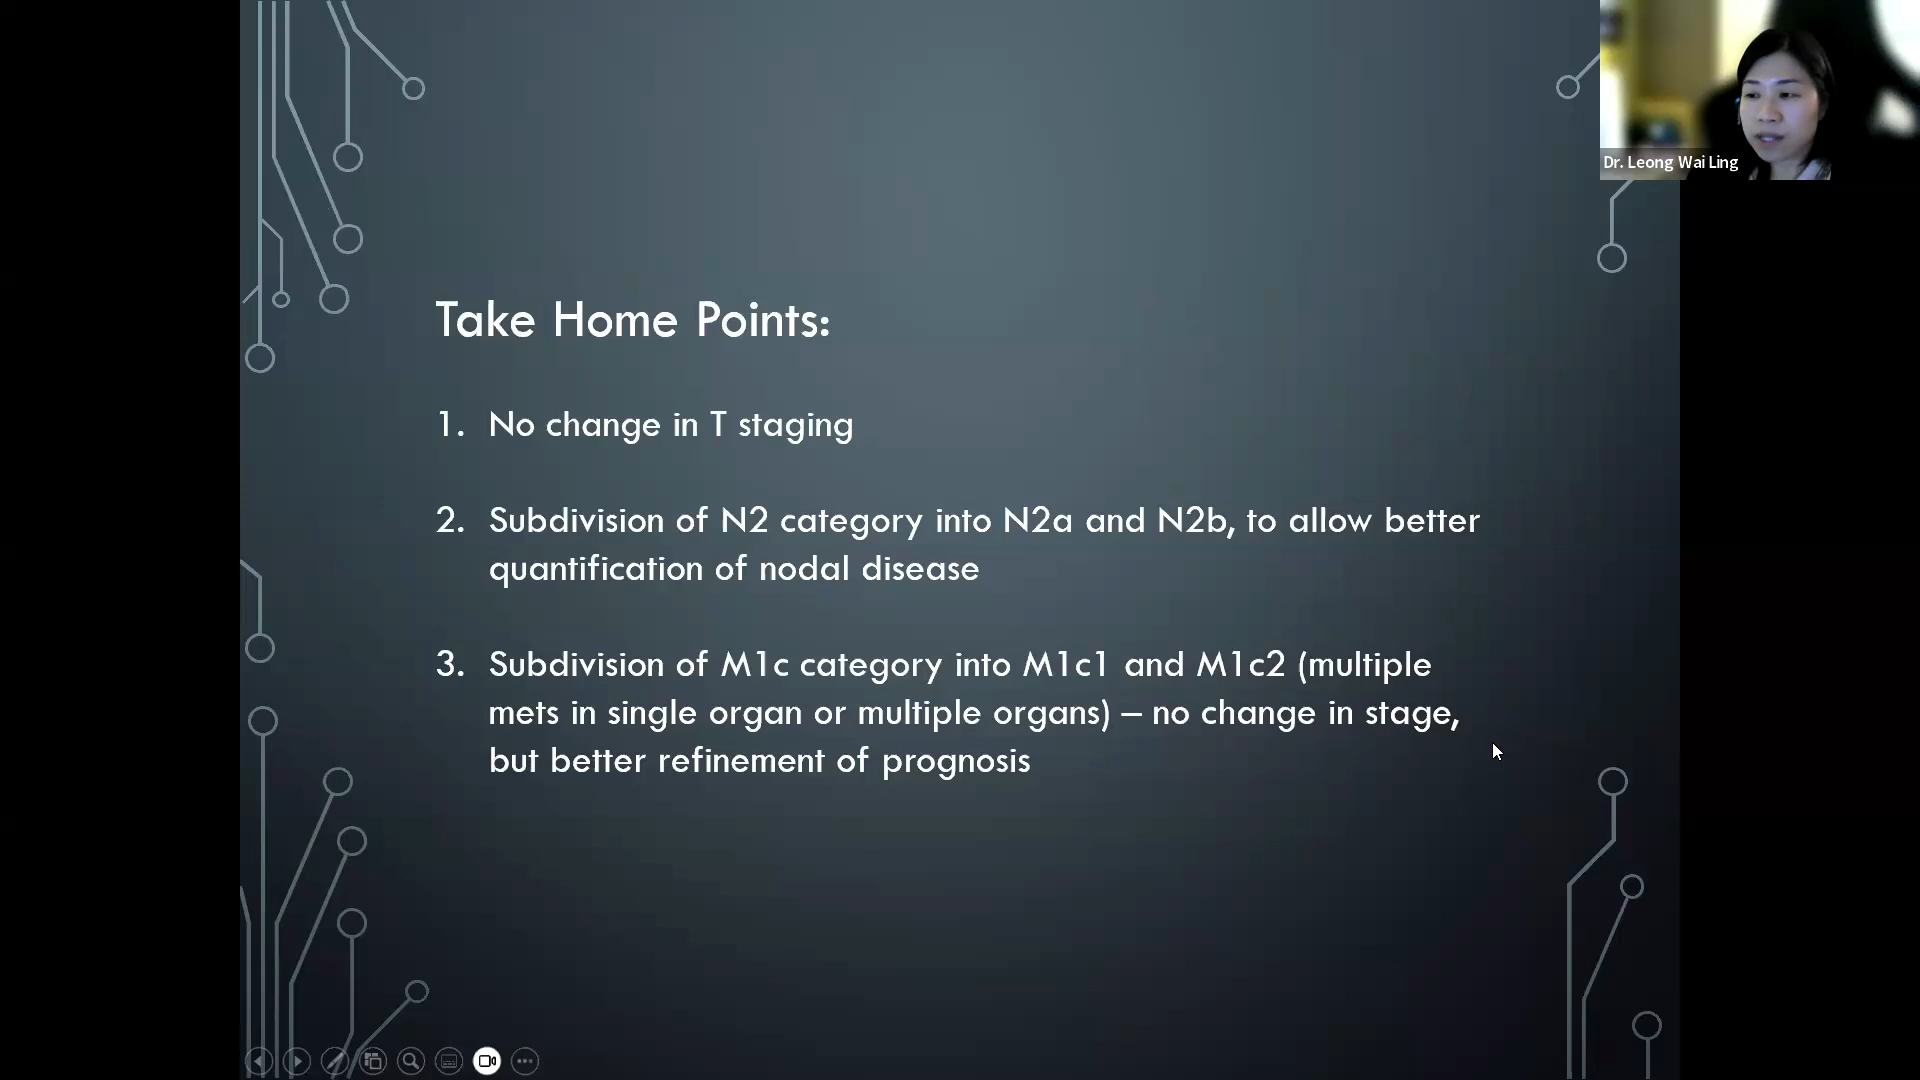 Dr. Leong Wai Ling
Take Home Points:
1. No change in T staging
2. Subdivision of N2 category into N2a and N2b, to allow better
quantification of nodal disease
3. Subdivision of M1c category into M1c1 and M1c2 (multiple
mets in single organ or multiple organs) – no change in stage,
but better refinement of prognosis